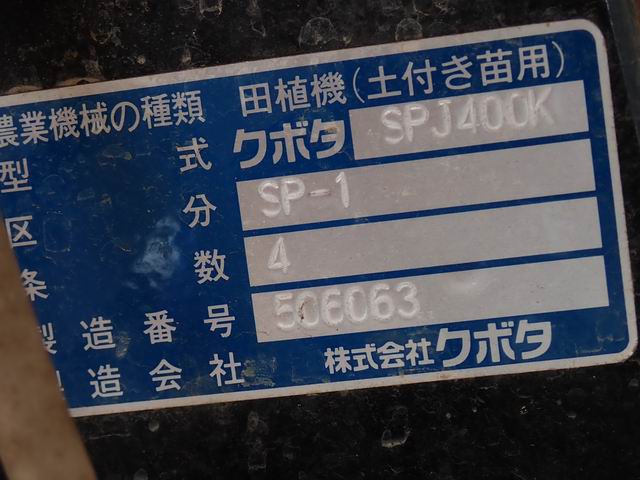 農業機械の種類 田植機(土付き苗用)
型式 クボタ SPJ400K
区分 SP-1
条数 4
製造番号 506063
製造会社 株式会社クボタ